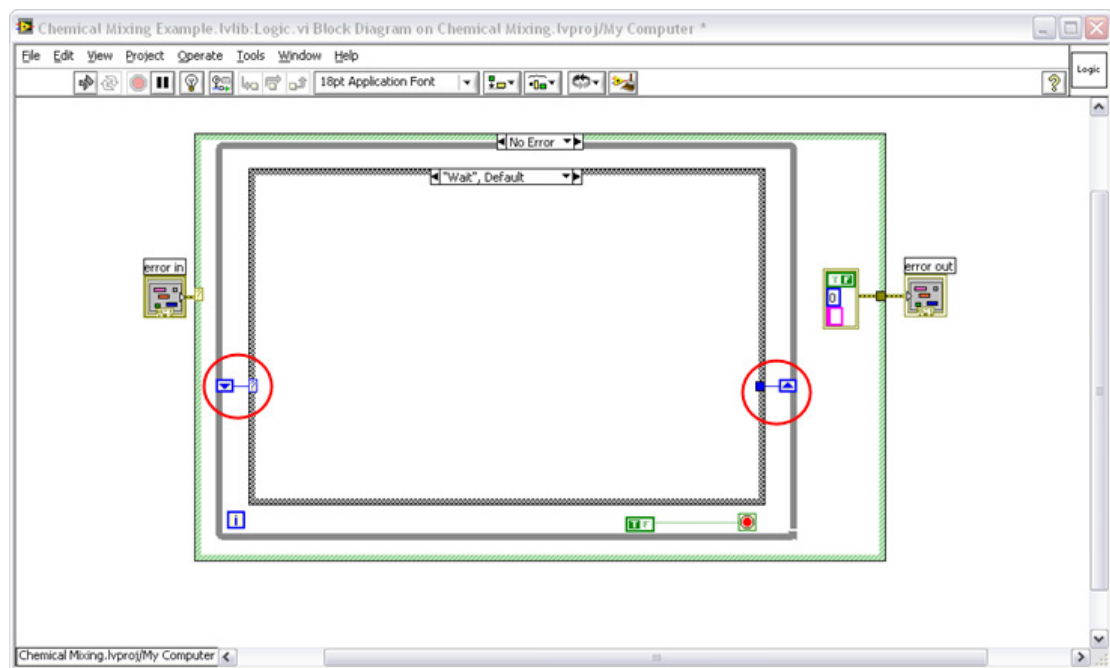 Chemical Mixing Example.lvlib:Logic.vi Block Diagram on Chemical Mixing.lvproj/My Computer *
File Edit View Project Operate Tools Window Help
18pt Application Font
?
Logic
No Error
"Wait", Default
error in
error out
T F
0
?
?
i
T F
Chemical Mixing.lvproj/My Computer